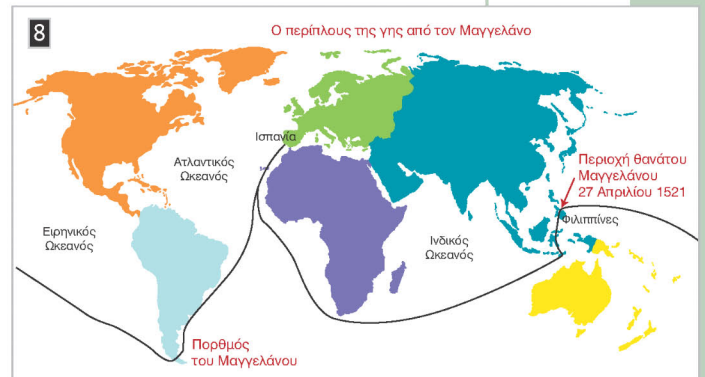 8
Ο περίπλους της γης από τον Μαγγελάνο
Ισπανία
Ατλαντικός
Ωκεανός
Περιοχή θανάτου
Μαγγελάνου
27 Απριλίου 1521
Φιλιππίνες
Ειρηνικός
Ωκεανός
Ινδικός
Ωκεανός
Πορθμός
του Μαγγελάνου